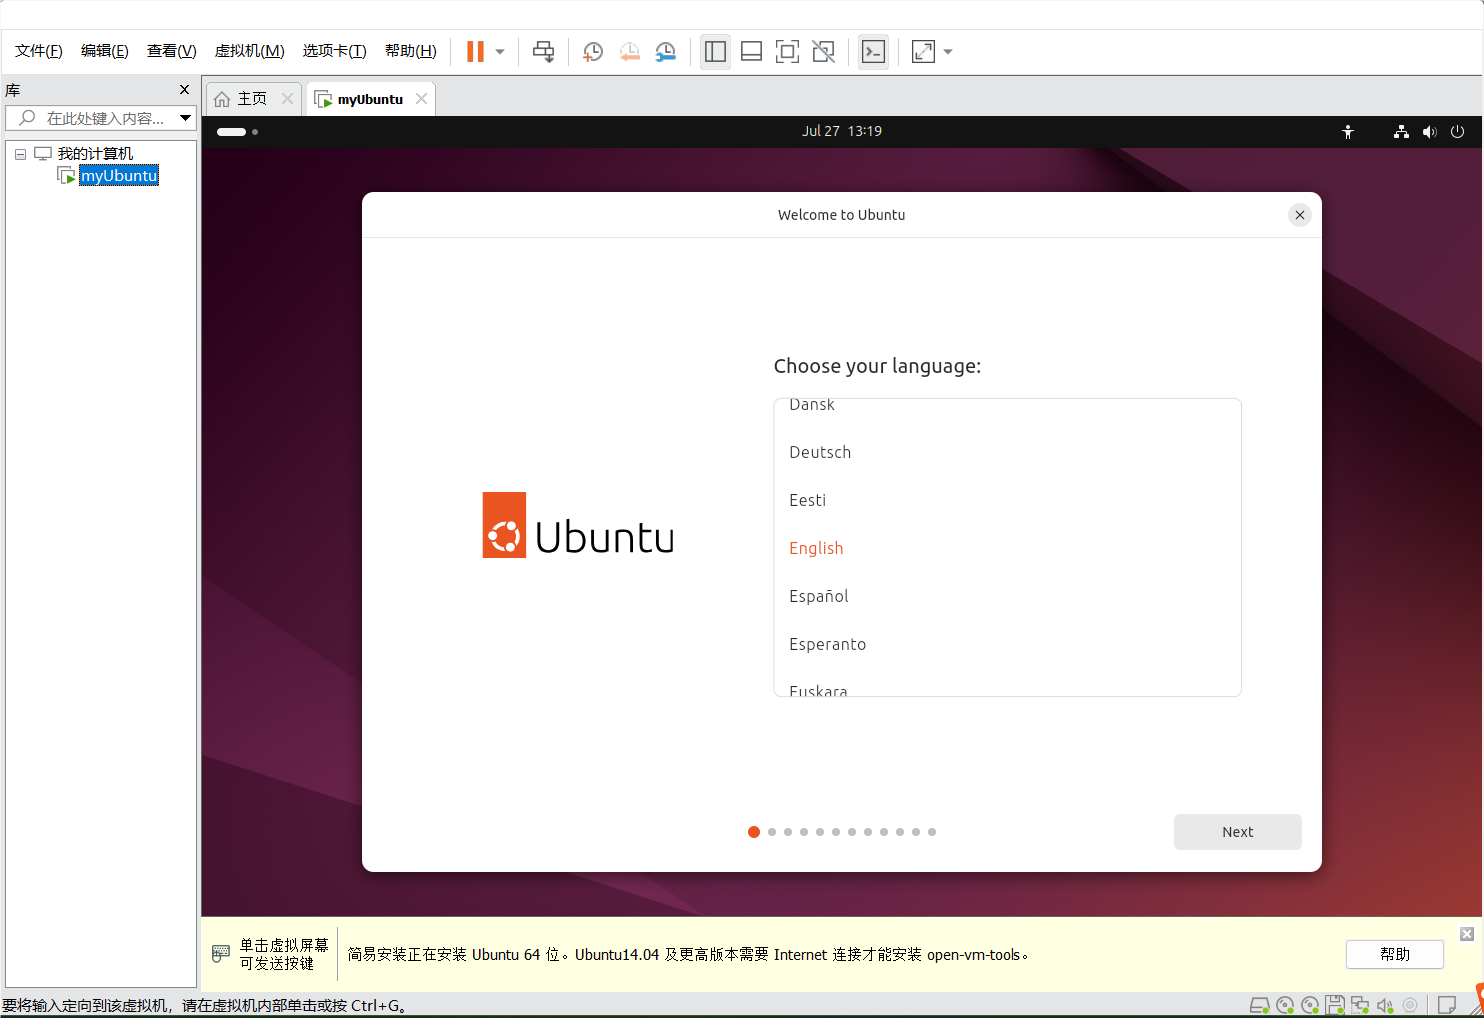 文件(F) 编辑(E) 查看(V) 虚拟机(M) 选项卡(T) 帮助(H)
库
在此处键入内容...
我的计算机
myUbuntu
主页
myUbuntu
Jul 27 13:19
Welcome to Ubuntu
Choose your language:
Dansk
Deutsch
Eesti
English
Español
Esperanto
Euskara
Ubuntu
Next
单击虚拟屏幕
可发送按键
简易安装正在安装 Ubuntu 64 位。Ubuntu14.04 及更高版本需要 Internet 连接才能安装 open-vm-tools。
帮助
要将输入定向到该虚拟机，请在虚拟机内部单击或按 Ctrl+G。